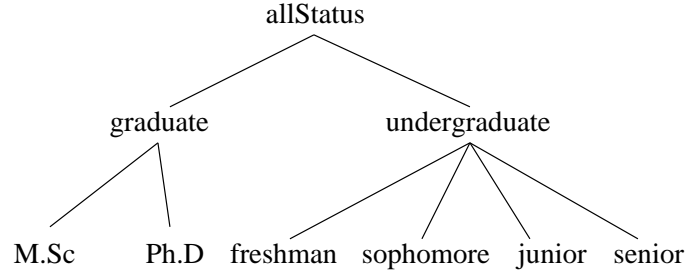 allStatus
graduate undergraduate
M.Sc Ph.D freshman sophomore junior senior